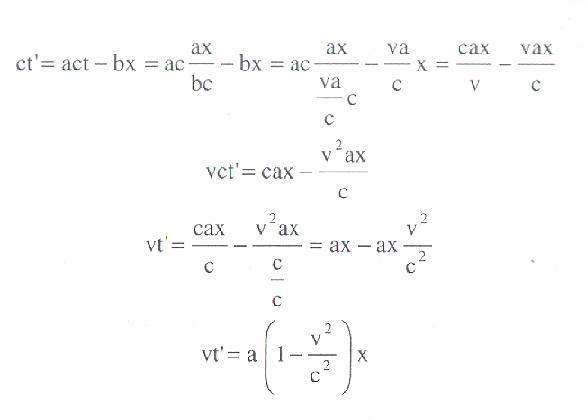 ct'= act – bx = ac ax/bc – bx = ac ax/((va/c) c) – (va/c) x = cax/v – vax/c
vct'= cax – v²ax/c
vt'= cax/c – v²ax/(c/c) = ax – ax v²/c²
vt'= a (1 – v²/c²) x